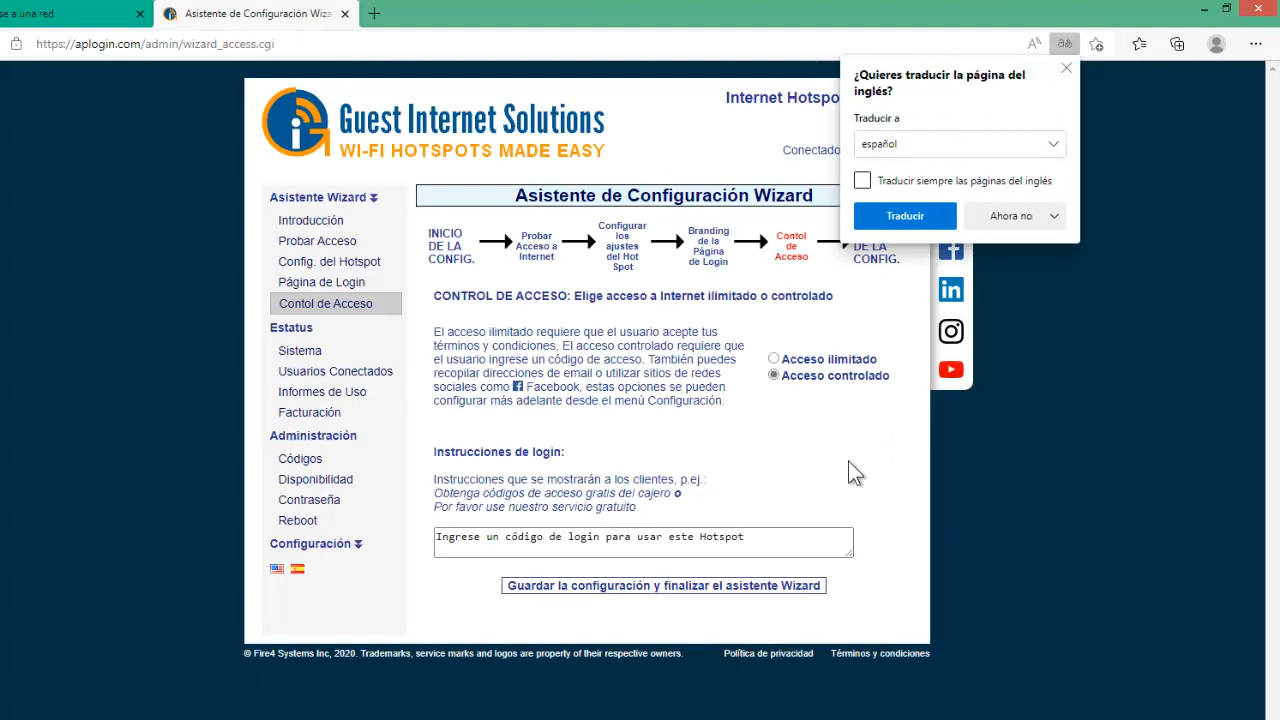 se a una red
Asistente de Configuración Wiza
https://aplogin.com/admin/wizard_access.cgi
¿Quieres traducir la página del
inglés?
Traducir a
español
Traducir siempre las páginas del inglés
Traducir
Ahora no
Guest Internet Solutions
WI-FI HOTSPOTS MADE EASY
Internet Hotspo
Conectado
Asistente Wizard
Introducción
Probar Acceso
Config. del Hotspot
Página de Login
Contol de Acceso
Estatus
Sistema
Usuarios Conectados
Informes de Uso
Facturación
Administración
Códigos
Disponibilidad
Contraseña
Reboot
Configuración
Asistente de Configuración Wizard
INICIO
DE LA
CONFIG.
Probar
Acceso a
Internet
Configurar
los
ajustes
del Hot
Spot
Branding
de la
Página
de Login
Contol
de
Acceso
DE LA
CONFIG.
CONTROL DE ACCESO: Elige acceso a Internet ilimitado o controlado
El acceso ilimitado requiere que el usuario acepte tus
términos y condiciones, El acceso controlado requiere que
el usuario ingrese un código de acceso. También puedes
recopilar direcciones de email o utilizar sitios de redes
sociales como Facebook, estas opciones se pueden
configurar más adelante desde el menú Configuración.
Acceso ilimitado
Acceso controlado
Instrucciones de login:
Instrucciones que se mostrarán a los clientes, p.ej.:
Obtenga códigos de acceso gratis del cajero o
Por favor use nuestro servicio gratuito
Ingrese un código de login para usar este Hotspot
Guardar la configuración y finalizar el asistente Wizard
© Fire4 Systems Inc, 2020. Trademarks, service marks and logos are property of their respective owners.
Política de privacidad
Términos y condiciones